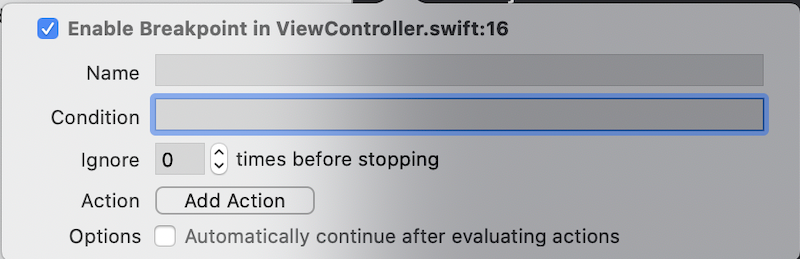 Enable Breakpoint in ViewController.swift:16
Name
Condition
Ignore 0 times before stopping
Action Add Action
Options Automatically continue after evaluating actions